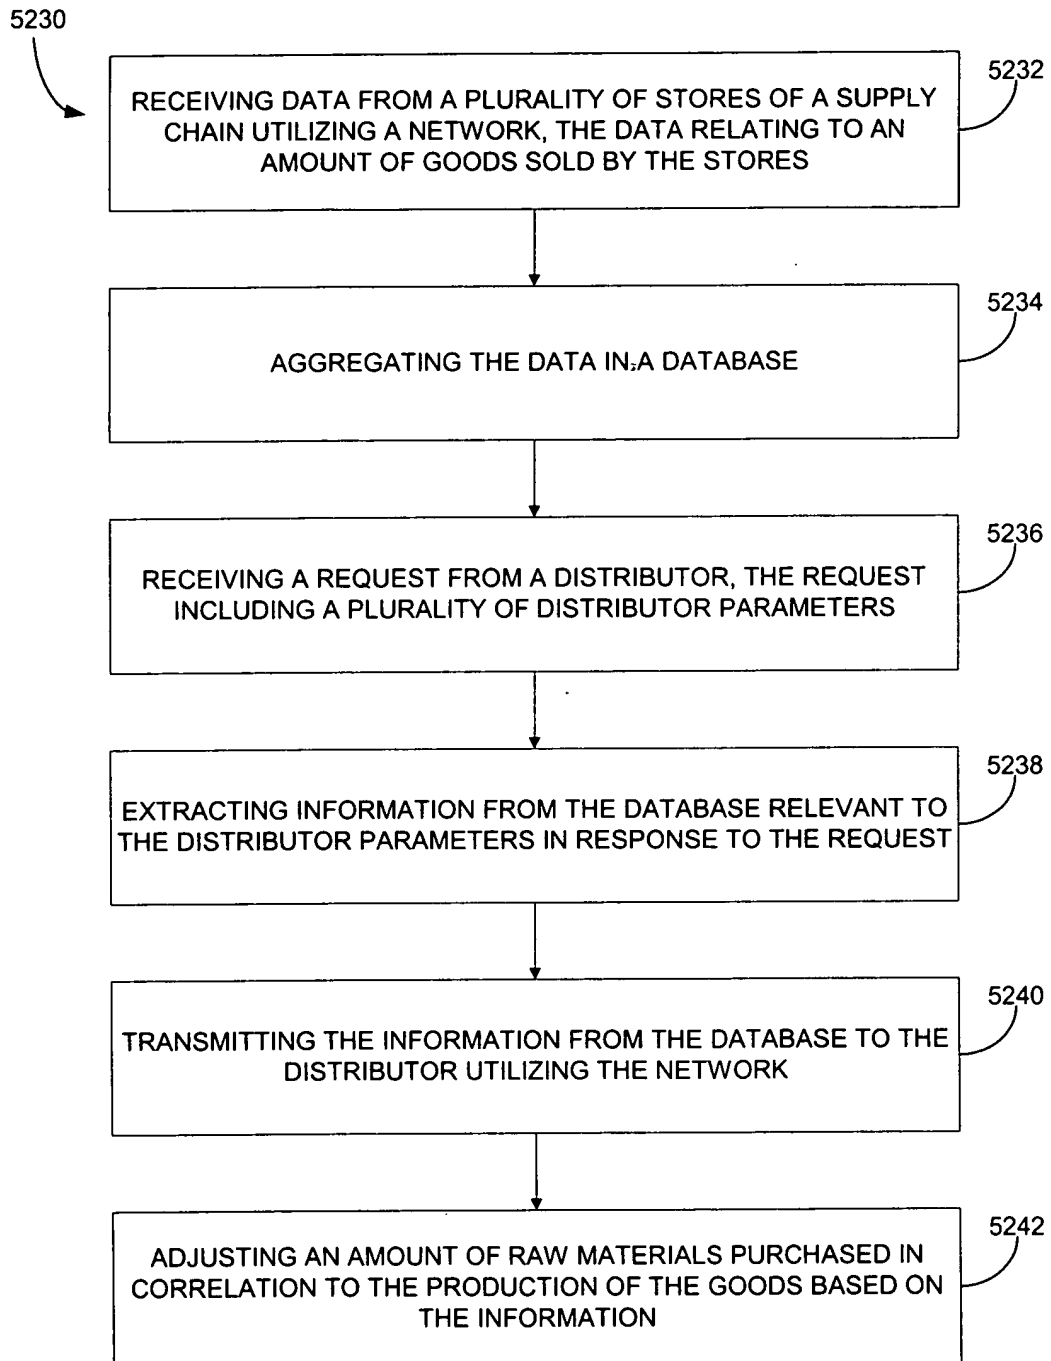 5230
5232
RECEIVING DATA FROM A PLURALITY OF STORES OF A SUPPLY
CHAIN UTILIZING A NETWORK, THE DATA RELATING TO AN
AMOUNT OF GOODS SOLD BY THE STORES
5234
AGGREGATING THE DATA IN A DATABASE
5236
RECEIVING A REQUEST FROM A DISTRIBUTOR, THE REQUEST
INCLUDING A PLURALITY OF DISTRIBUTOR PARAMETERS
5238
EXTRACTING INFORMATION FROM THE DATABASE RELEVANT TO
THE DISTRIBUTOR PARAMETERS IN RESPONSE TO THE REQUEST
5240
TRANSMITTING THE INFORMATION FROM THE DATABASE TO THE
DISTRIBUTOR UTILIZING THE NETWORK
5242
ADJUSTING AN AMOUNT OF RAW MATERIALS PURCHASED IN
CORRELATION TO THE PRODUCTION OF THE GOODS BASED ON
THE INFORMATION